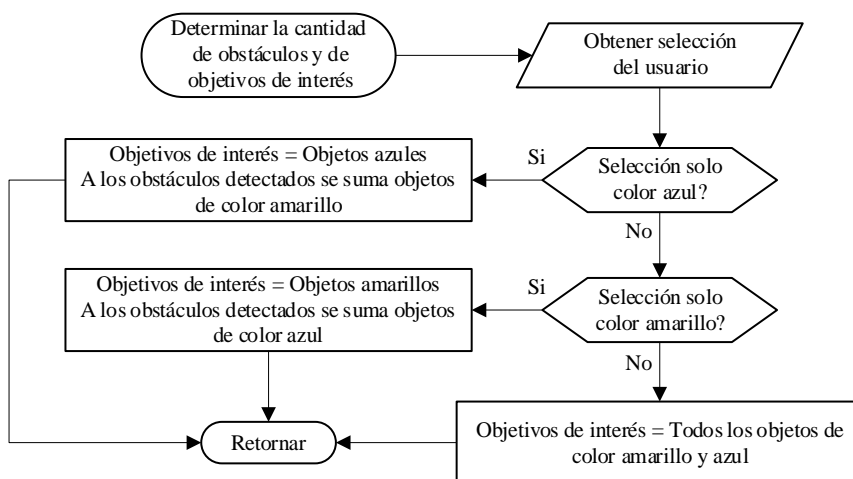 Determinar la cantidad
de obstáculos y de
objetivos de interés
Obtener selección
del usuario
Selección solo
color azul?
Si
Objetivos de interés = Objetos azules
A los obstáculos detectados se suma objetos
de color amarillo
No
Selección solo
color amarillo?
Si
Objetivos de interés = Objetos amarillos
A los obstáculos detectados se suma objetos
de color azul
No
Objetivos de interés = Todos los objetos de
color amarillo y azul
Retornar